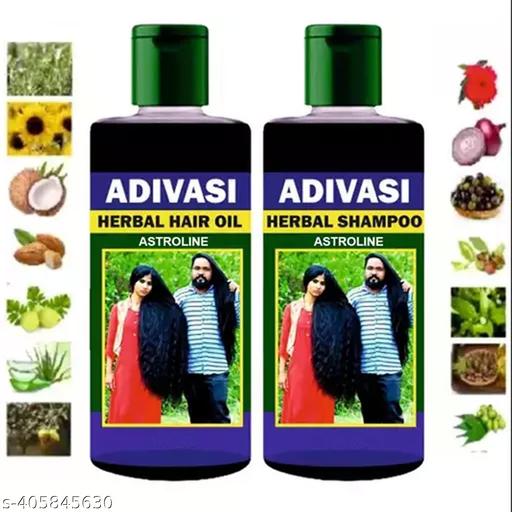 ADIVASI
HERBAL HAIR OIL
ASTROLINE
ADIVASI
HERBAL SHAMPOO
ASTROLINE
s-405845630